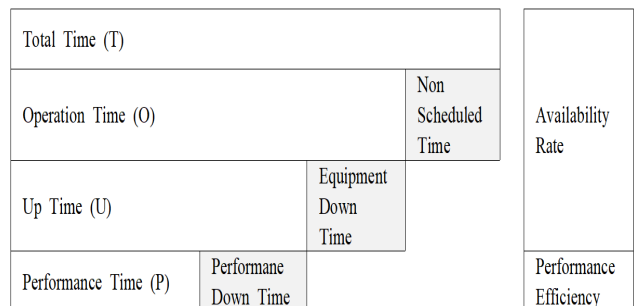 Total Time (T)
Operation Time (O)
Non
Scheduled
Time
Availability
Rate
Up Time (U)
Equipment
Down
Time
Performance Time (P)
Performane
Down Time
Performance
Efficiency